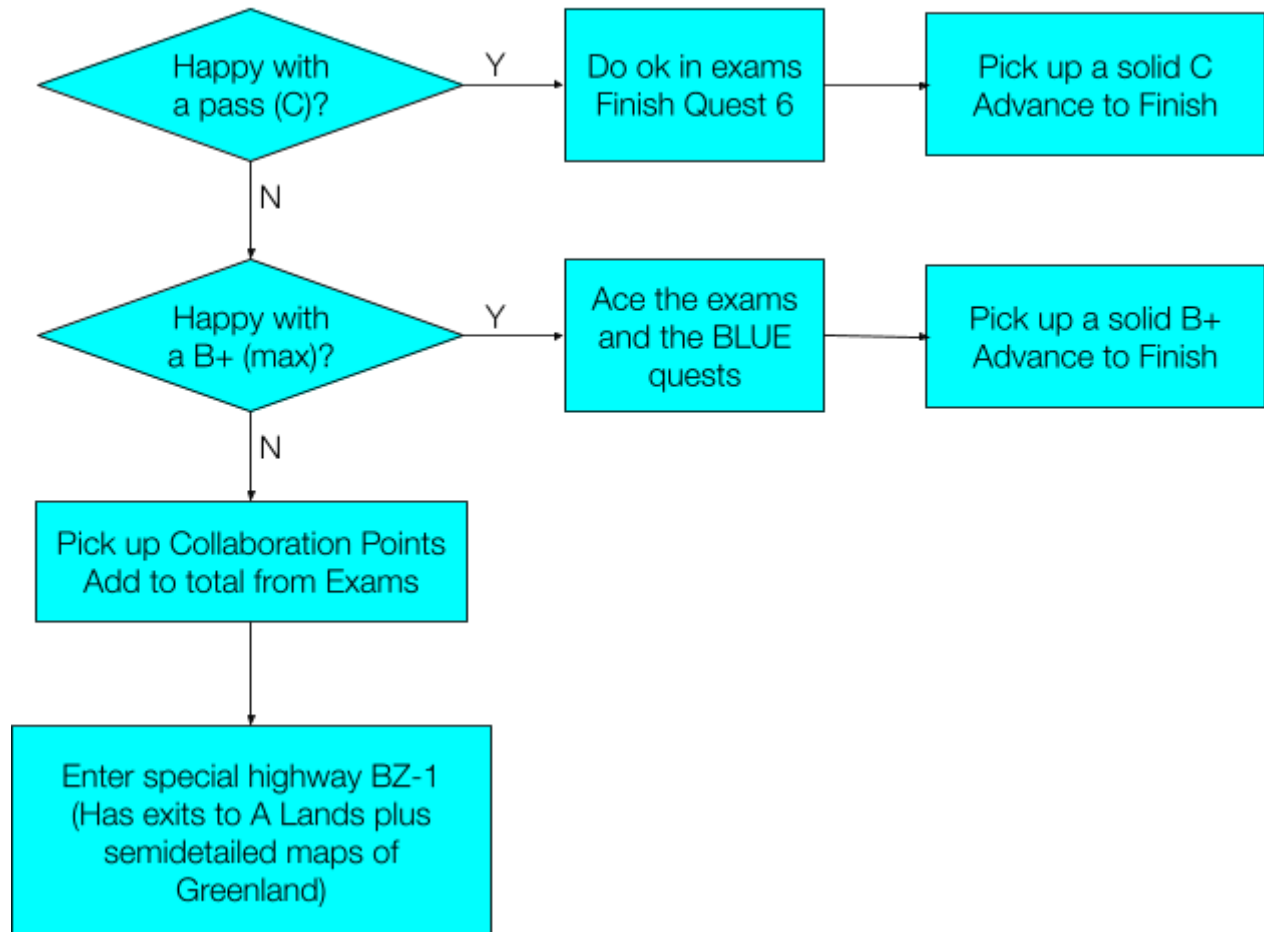 Happy with
a pass (C)?
Y
Do ok in exams
Finish Quest 6
Pick up a solid C
Advance to Finish
N
Happy with
a B+ (max)?
Y
Ace the exams
and the BLUE
quests
Pick up a solid B+
Advance to Finish
N
Pick up Collaboration Points
Add to total from Exams
Enter special highway BZ-1
(Has exits to A Lands plus
semidetailed maps of
Greenland)